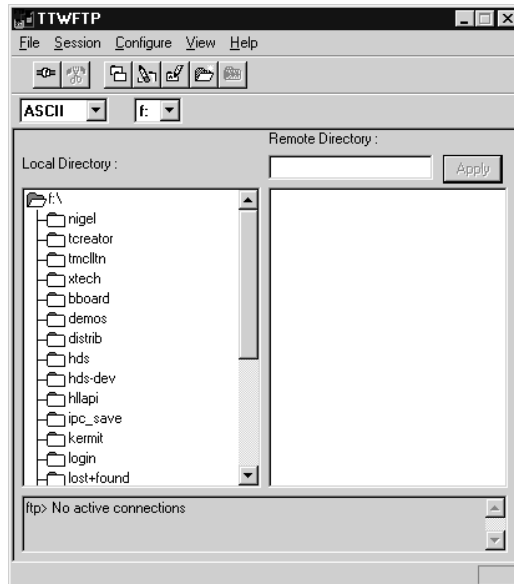 TTWFTP
File Session Configure View Help
ASCII f:
Remote Directory :
Local Directory :
Apply
f:\
nigel
tcreator
tmclltn
xtech
bboard
demos
distrib
hds
hds-dev
hllapi
ipc_save
kermit
login
lost+found
ftp> No active connections